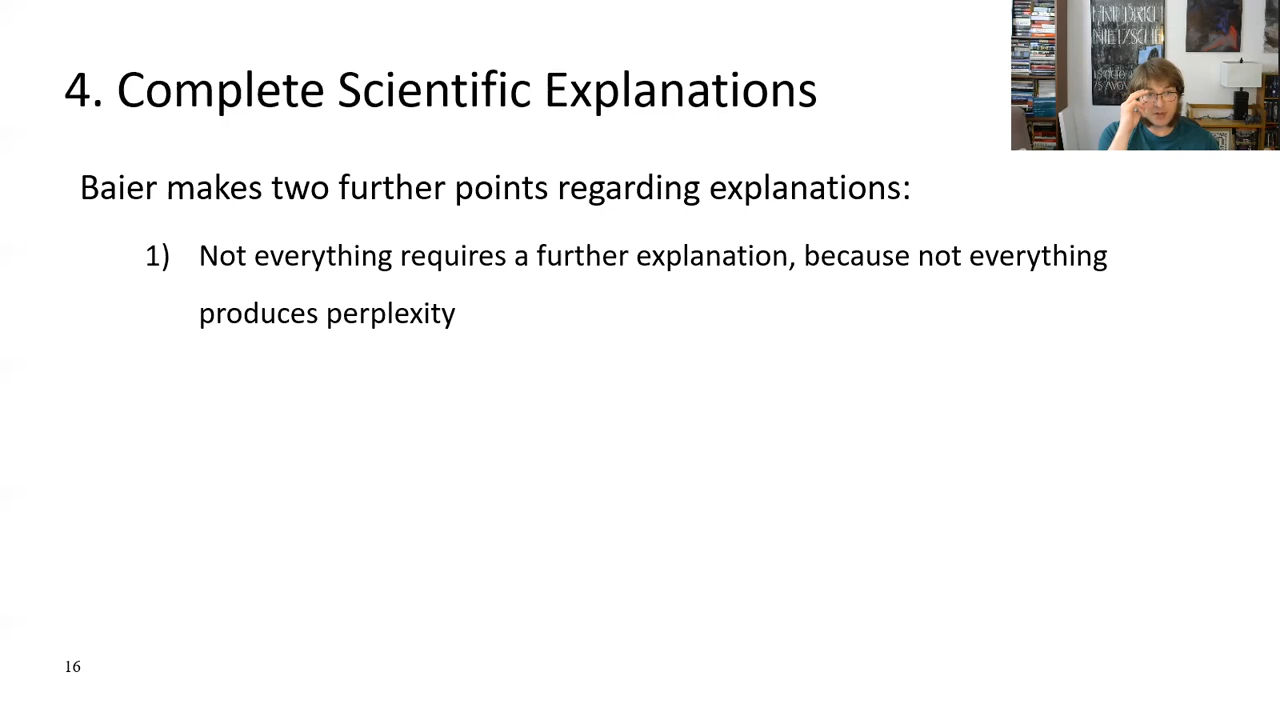 4. Complete Scientific Explanations
Baier makes two further points regarding explanations:
1) Not everything requires a further explanation, because not everything
produces perplexity
16
NIETZSCHE